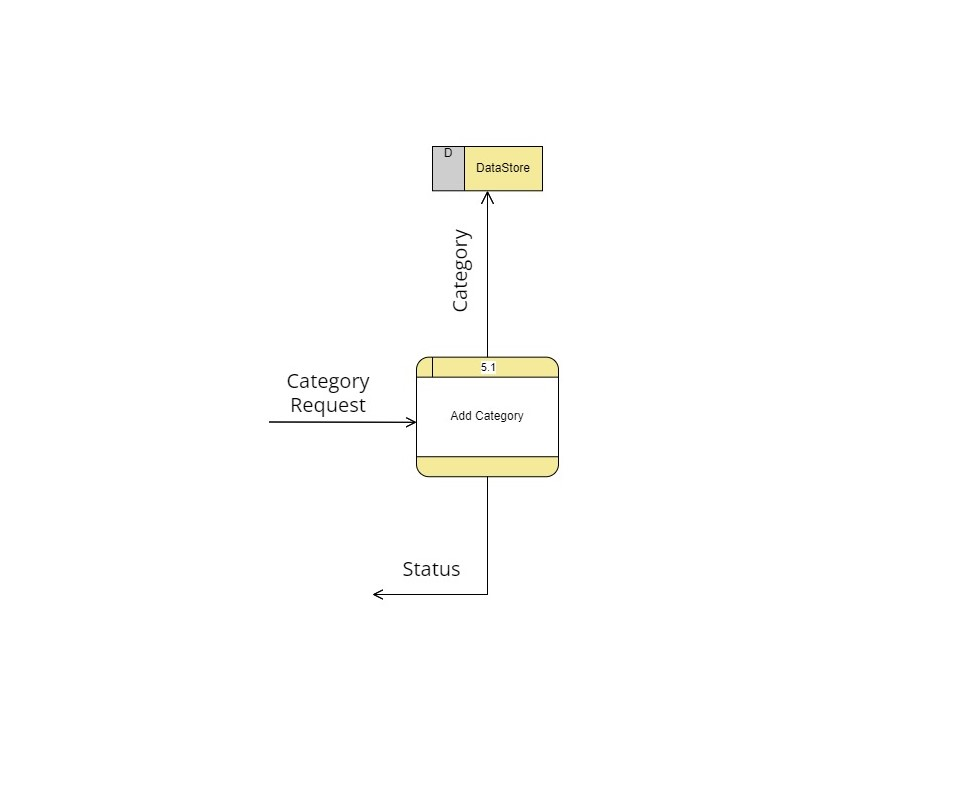 D
DataStore
Category
5.1
Category
Request
Add Category
Status